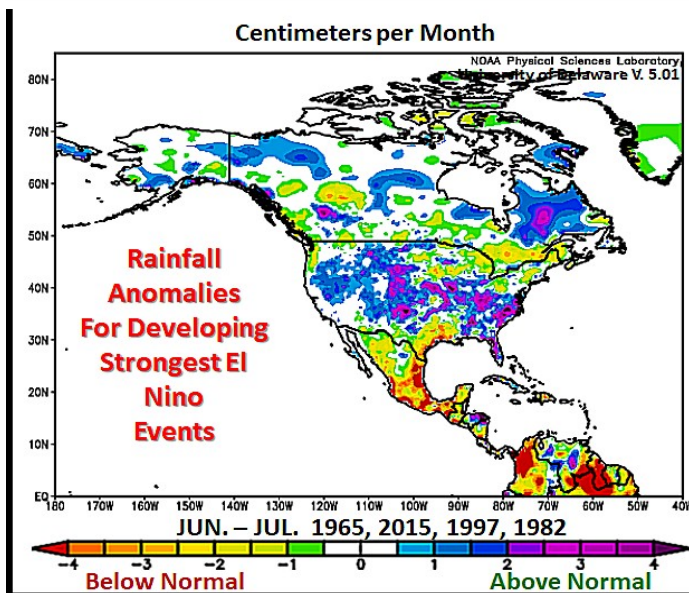 Centimeters per Month
NOAA Physical Sciences Laboratory
University of Delaware V. 5.01
80N
70N
60N
50N
40N
30N
20N
10N
EQ
Rainfall
Anomalies
For Developing
Strongest El
Nino
Events
180 170W 160W 150W 140W 130W 120W 110W 100W 90W 80W 70W 60W 50W 40W
JUN. – JUL. 1965, 2015, 1997, 1982
-4 -3 -2 -1 0 1 2 3 4
Below Normal Above Normal